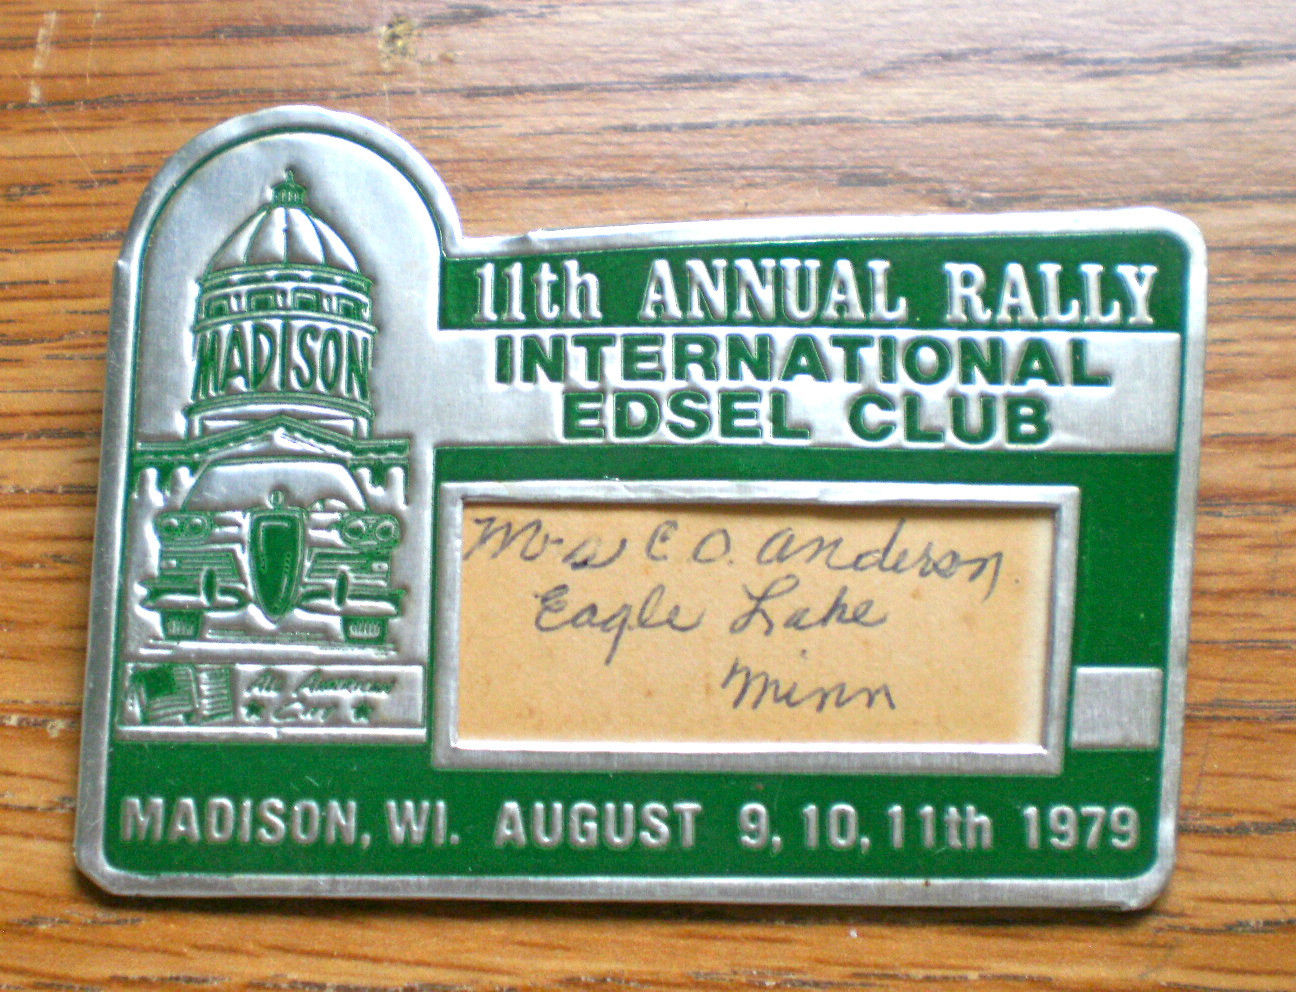 11th ANNUAL RALLY
INTERNATIONAL
EDSEL CLUB
MADISON
Mrs C O. Anderson.
Eagle Lake
Minn
All American
City
MADISON, WI. AUGUST 9, 10, 11th 1979